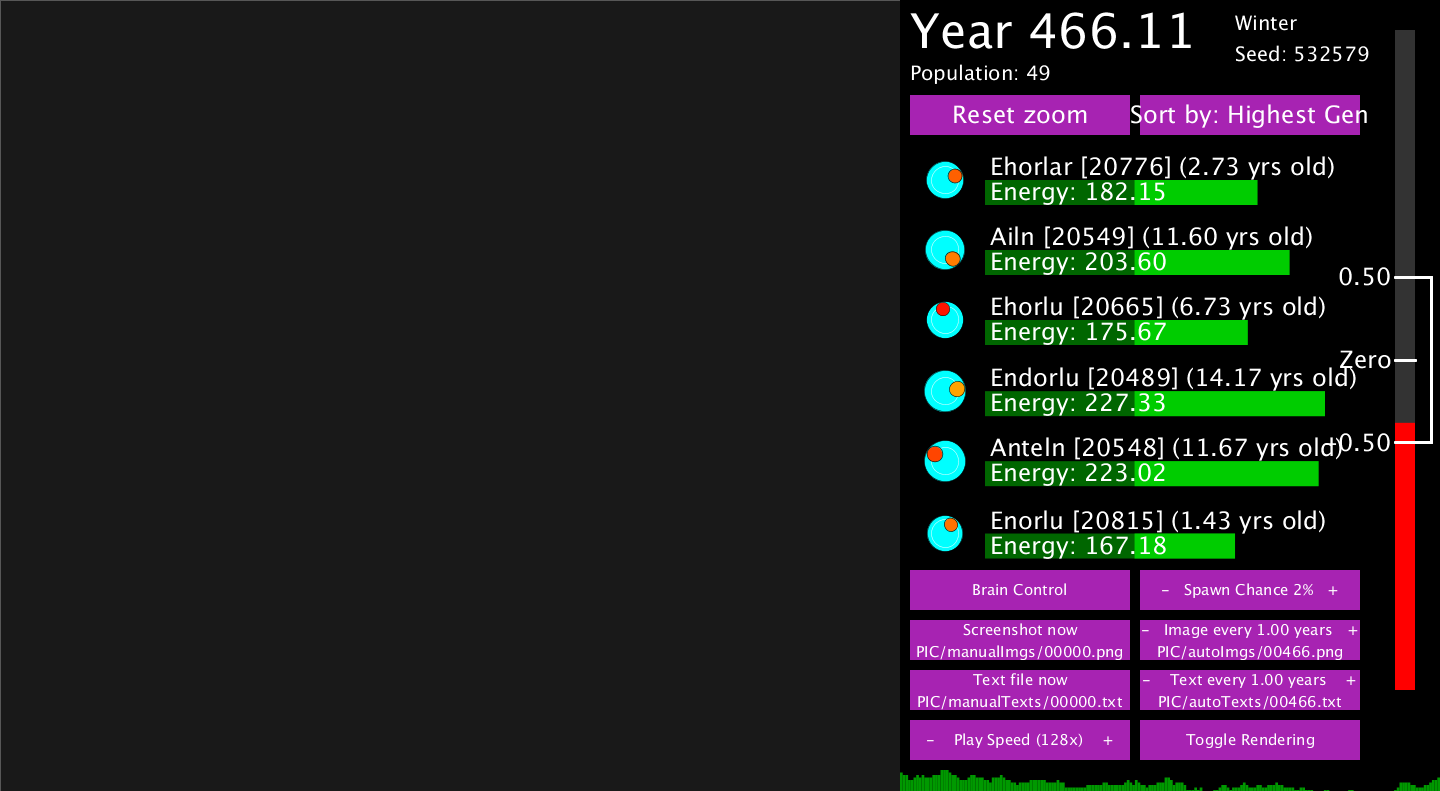 Year 466.11
Winter
Seed: 532579
Population: 49
Reset zoom
Sort by: Highest Gen
Ehorlar [20776] (2.73 yrs old)
Energy: 182.15
Ailn [20549] (11.60 yrs old)
Energy: 203.60
0.50
Ehorlu [20665] (6.73 yrs old)
Energy: 175.67
Zero
Endorlu [20489] (14.17 yrs old)
Energy: 227.33
Anteln [20548] (11.67 yrs old)
-0.50
Energy: 223.02
Enorlu [20815] (1.43 yrs old)
Energy: 167.18
Brain Control
- Spawn Chance 2% +
Screenshot now
PIC/manualImgs/00000.png
- Image every 1.00 years +
PIC/autoImgs/00466.png
Text file now
PIC/manualTexts/00000.txt
- Text every 1.00 years +
PIC/autoTexts/00466.txt
- Play Speed (128x) +
Toggle Rendering